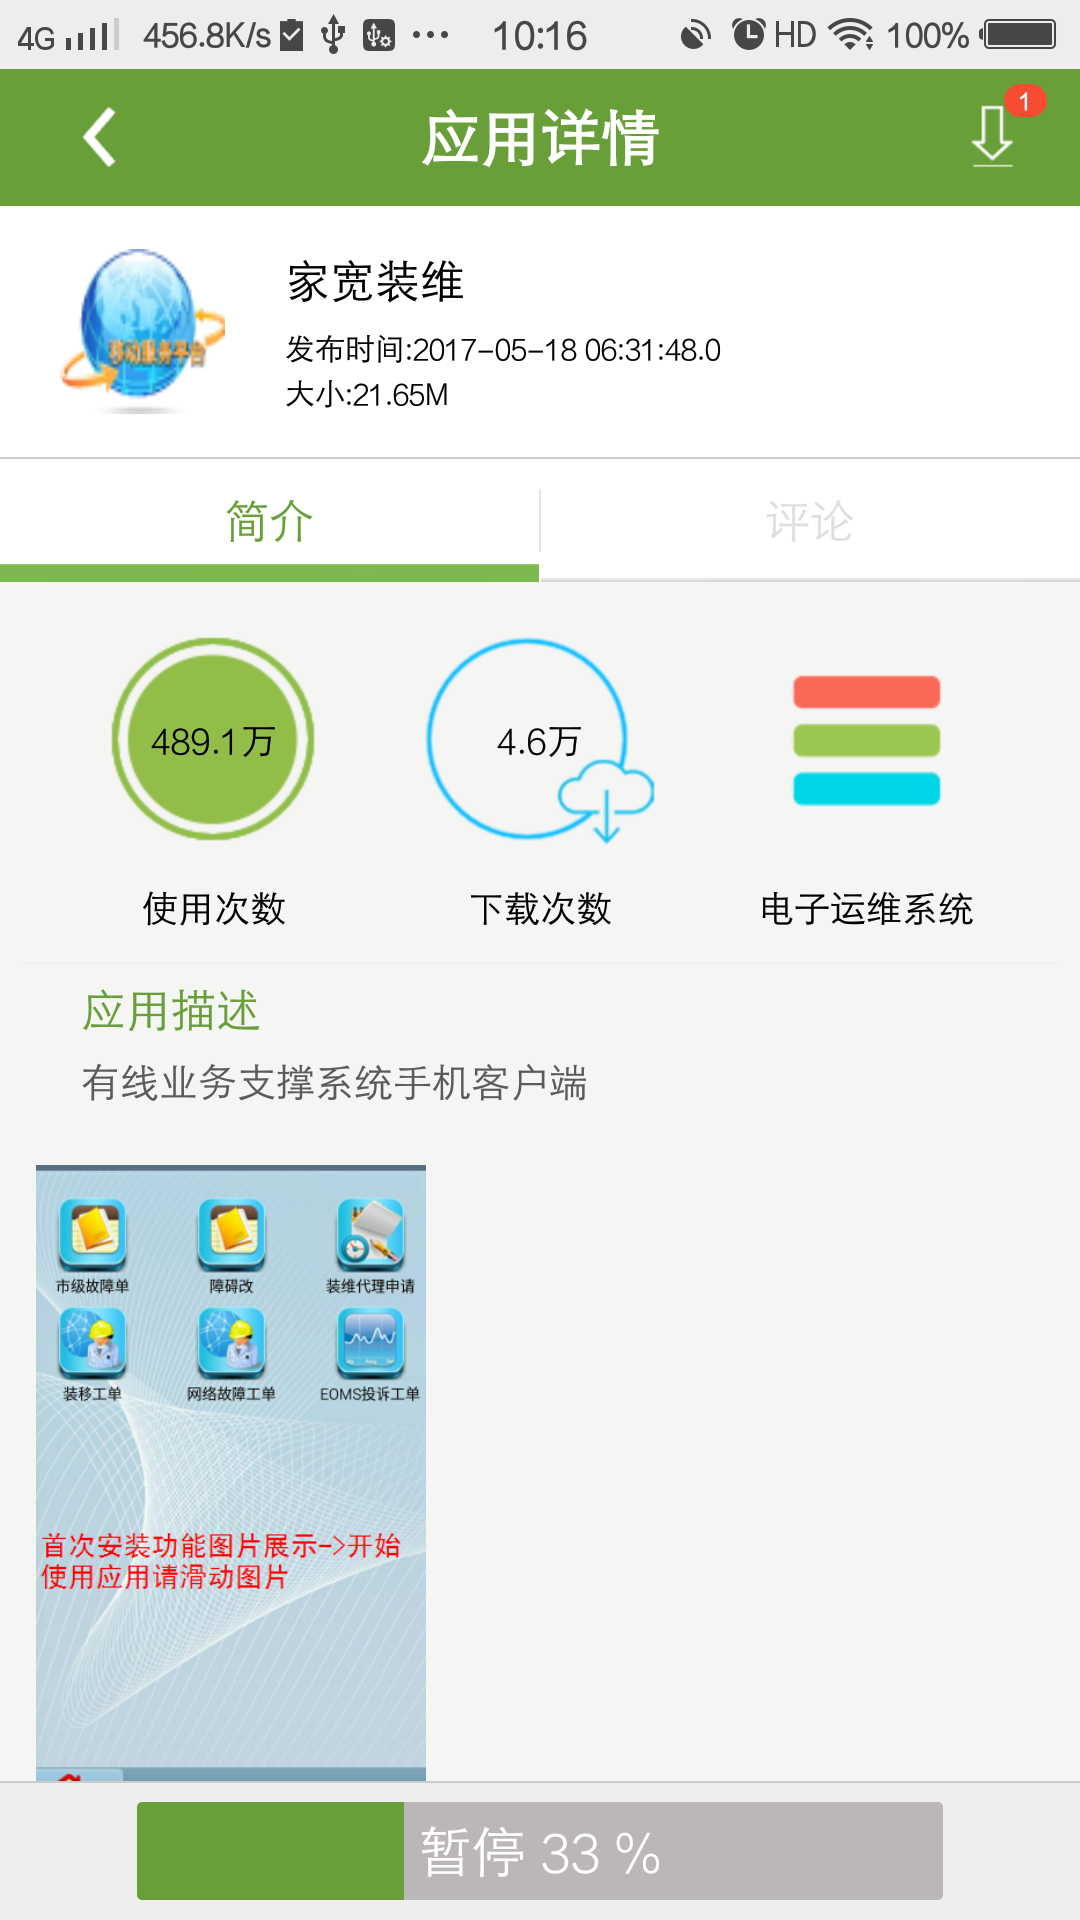 4G 456.8K/s 10:16 HD 100%
应用详情
1
移动服务平台
家宽装维
发布时间:2017-05-18 06:31:48.0
大小:21.65M
简介 评论
489.1万 4.6万
使用次数 下载次数 电子运维系统
应用描述
有线业务支撑系统手机客户端
市级故障单 障碍改 装维代理申请
装移工单 网络故障工单 EOMS投诉工单
首次安装功能图片展示->开始
使用应用请滑动图片
暂停 33 %